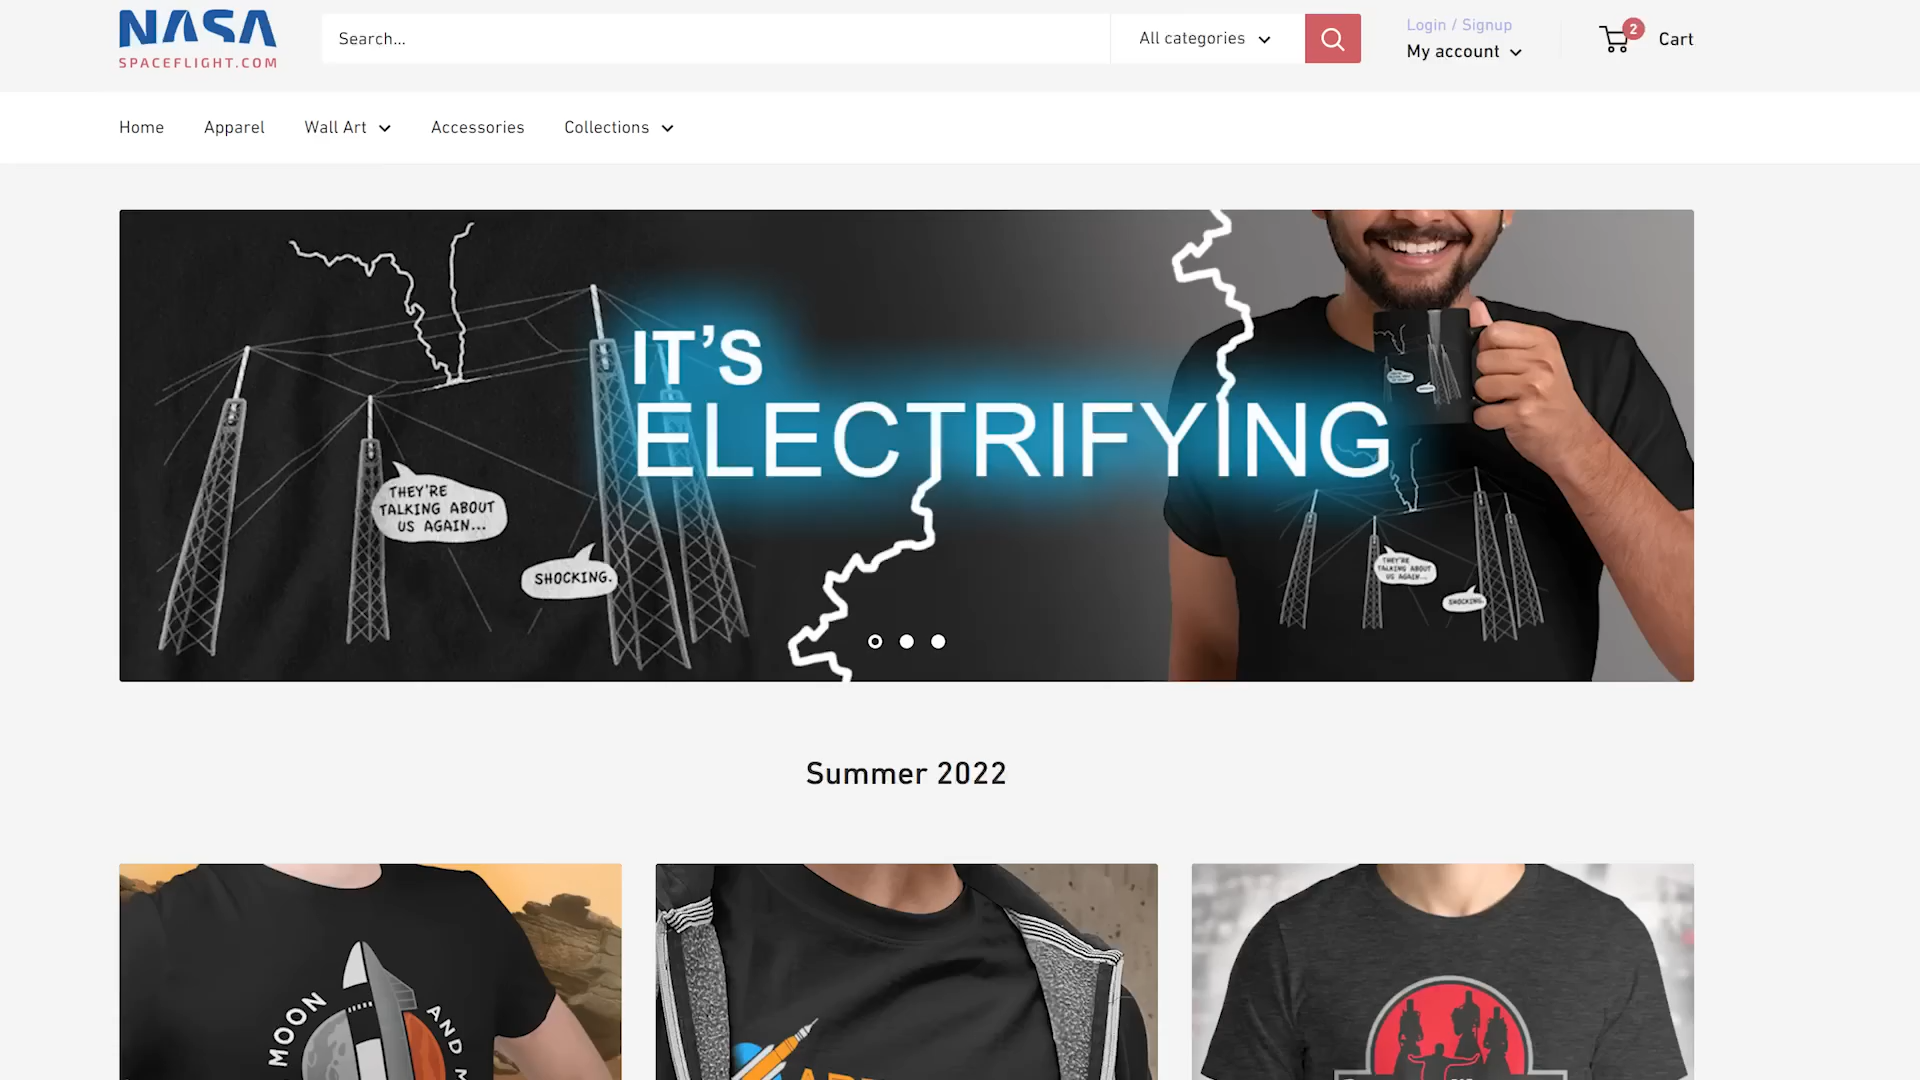 NASA
SPACEFLIGHT.COM
Search...
All categories
Login / Signup
My account
2
Cart
Home
Apparel
Wall Art
Accessories
Collections
IT'S
ELECTRIFYING
THEY'RE
TALKING ABOUT
US AGAIN...
SHOCKING.
THEY'RE
TALKING ABOUT
US AGAIN...
SHOCKING.
Summer 2022
MOON
AND